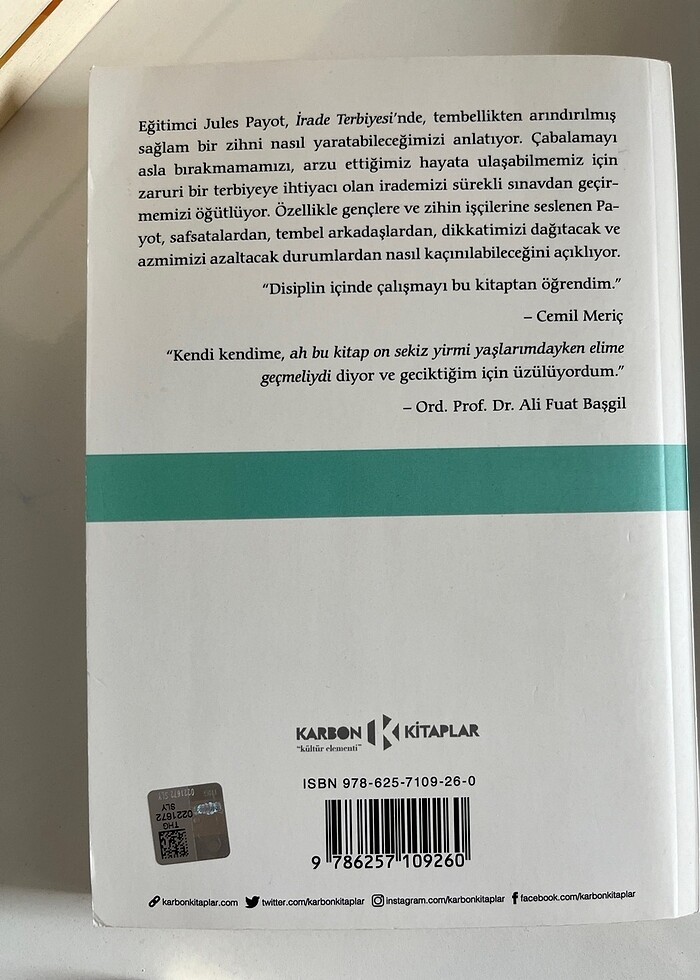 Eğitimci Jules Payot, İrade Terbiyesi'nde, tembellikten arındırılmış
sağlam bir zihni nasıl yaratabileceğimizi anlatıyor. Çabalamayı
asla bırakmamamızı, arzu ettiğimiz hayata ulaşabilmemiz için
zaruri bir terbiyeye ihtiyacı olan irademizi sürekli sınavdan geçir-
memizi öğütlüyor. Özellikle gençlere ve zihin işçilerine seslenen Pa-
yot, safsatalardan, tembel arkadaşlardan, dikkatimizi dağıtacak ve
azmimizi azaltacak durumlardan nasıl kaçınılabileceğini açıklıyor.
"Disiplin içinde çalışmayı bu kitaptan öğrendim."
– Cemil Meriç
"Kendi kendime, ah bu kitap on sekiz yirmi yaşlarımdayken elime
geçmeliydi diyor ve geciktiğim için üzülüyordum."
– Ord. Prof. Dr. Ali Fuat Başgil
KARBON K KİTAPLAR
"kültür elementi"
ISBN 978-625-7109-26-0
9 786257 109260
THG
0221672
SLY
karbonkitaplar.com twitter.com/karbonkitaplar instagram.com/karbonkitaplar facebook.com/karbonkitaplar